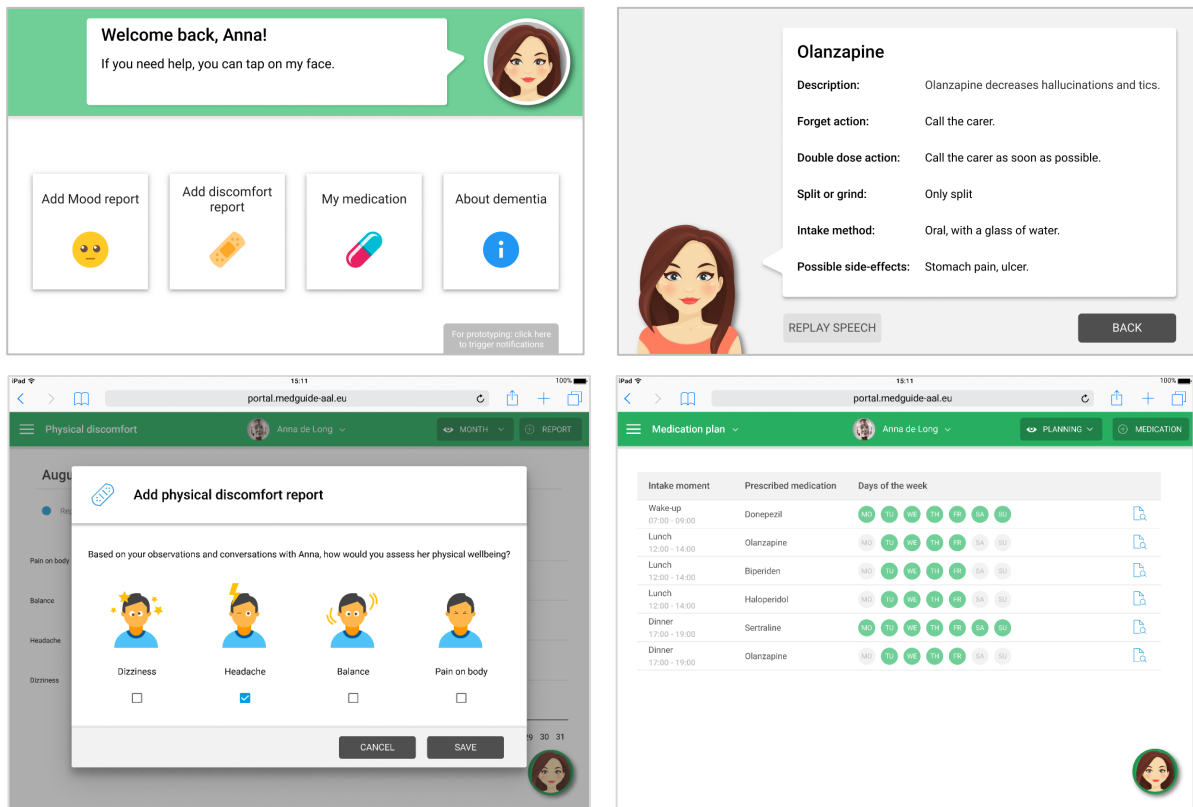 Welcome back, Anna!
If you need help, you can tap on my face.
Add Mood report
Add discomfort
report
My medication
About dementia
For prototyping: click here
to trigger notifications
Olanzapine
Description: Olanzapine decreases hallucinations and tics.
Forget action: Call the carer.
Double dose action: Call the carer as soon as possible.
Split or grind: Only split
Intake method: Oral, with a glass of water.
Possible side-effects: Stomach pain, ulcer.
REPLAY SPEECH
BACK
iPad 15:11 100%
portal.medguide-aal.eu
Physical discomfort Anna de Long MONTH REPORT
Augu
Re
Add physical discomfort report
Based on your observations and conversations with Anna, how would you assess her physical wellbeing?
Pain on body
Balance
Headache
Dizziness
Dizziness Headache Balance Pain on body
29 30 31
CANCEL SAVE
iPad 15:11 100%
portal.medguide-aal.eu
Medication plan Anna de Long PLANNING MEDICATION
Intake moment Prescribed medication Days of the week
Wake-up
07:00 - 09:00
Donepezil MO TU WE TH FR SA SU
Lunch
12:00 - 14:00
Olanzapine MO TU WE TH FR SA SU
Lunch
12:00 - 14:00
Biperiden MO TU WE TH FR SA SU
Lunch
12:00 - 14:00
Haloperidol MO TU WE TH FR SA SU
Dinner
17:00 - 19:00
Sertraline MO TU WE TH FR SA SU
Dinner
17:00 - 19:00
Olanzapine MO TU WE TH FR SA SU